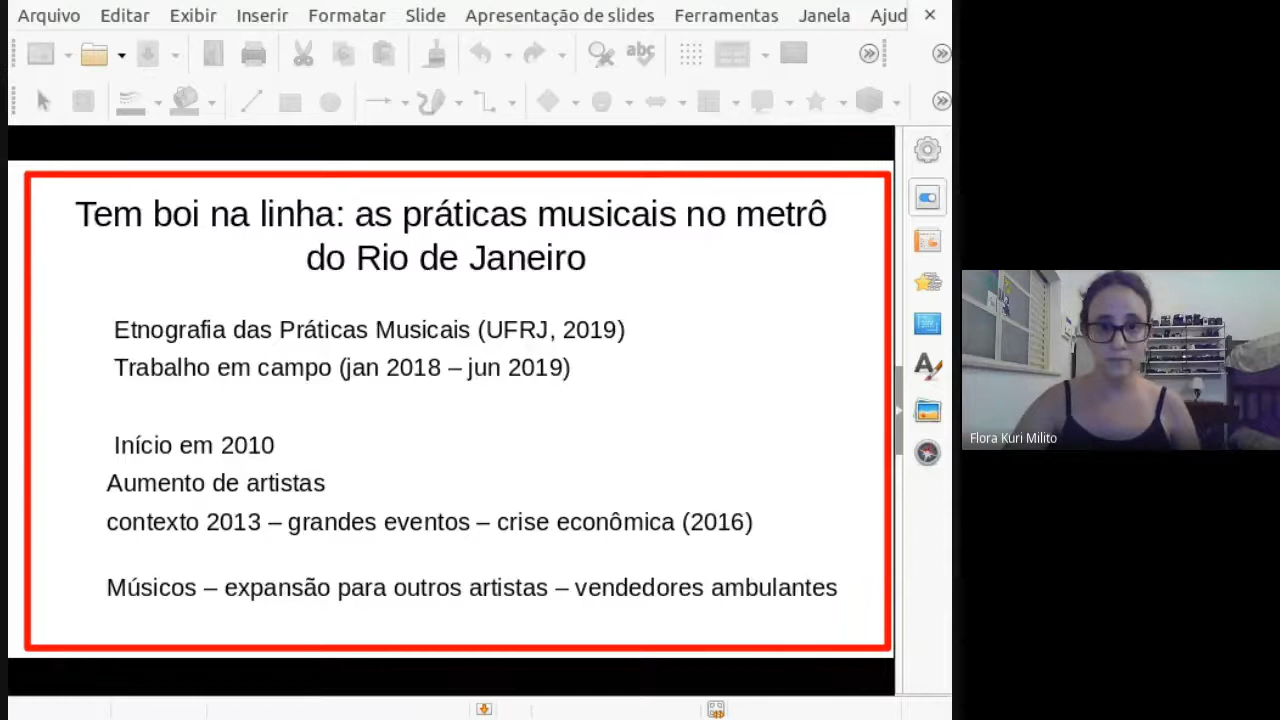 Arquivo Editar Exibir Inserir Formatar Slide Apresentação de slides Ferramentas Janela Ajud
abc
Tem boi na linha: as práticas musicais no metrô
do Rio de Janeiro
Etnografia das Práticas Musicais (UFRJ, 2019)
Trabalho em campo (jan 2018 – jun 2019)
Início em 2010
Aumento de artistas
contexto 2013 – grandes eventos – crise econômica (2016)
Músicos – expansão para outros artistas – vendedores ambulantes
Flora Kuri Milito